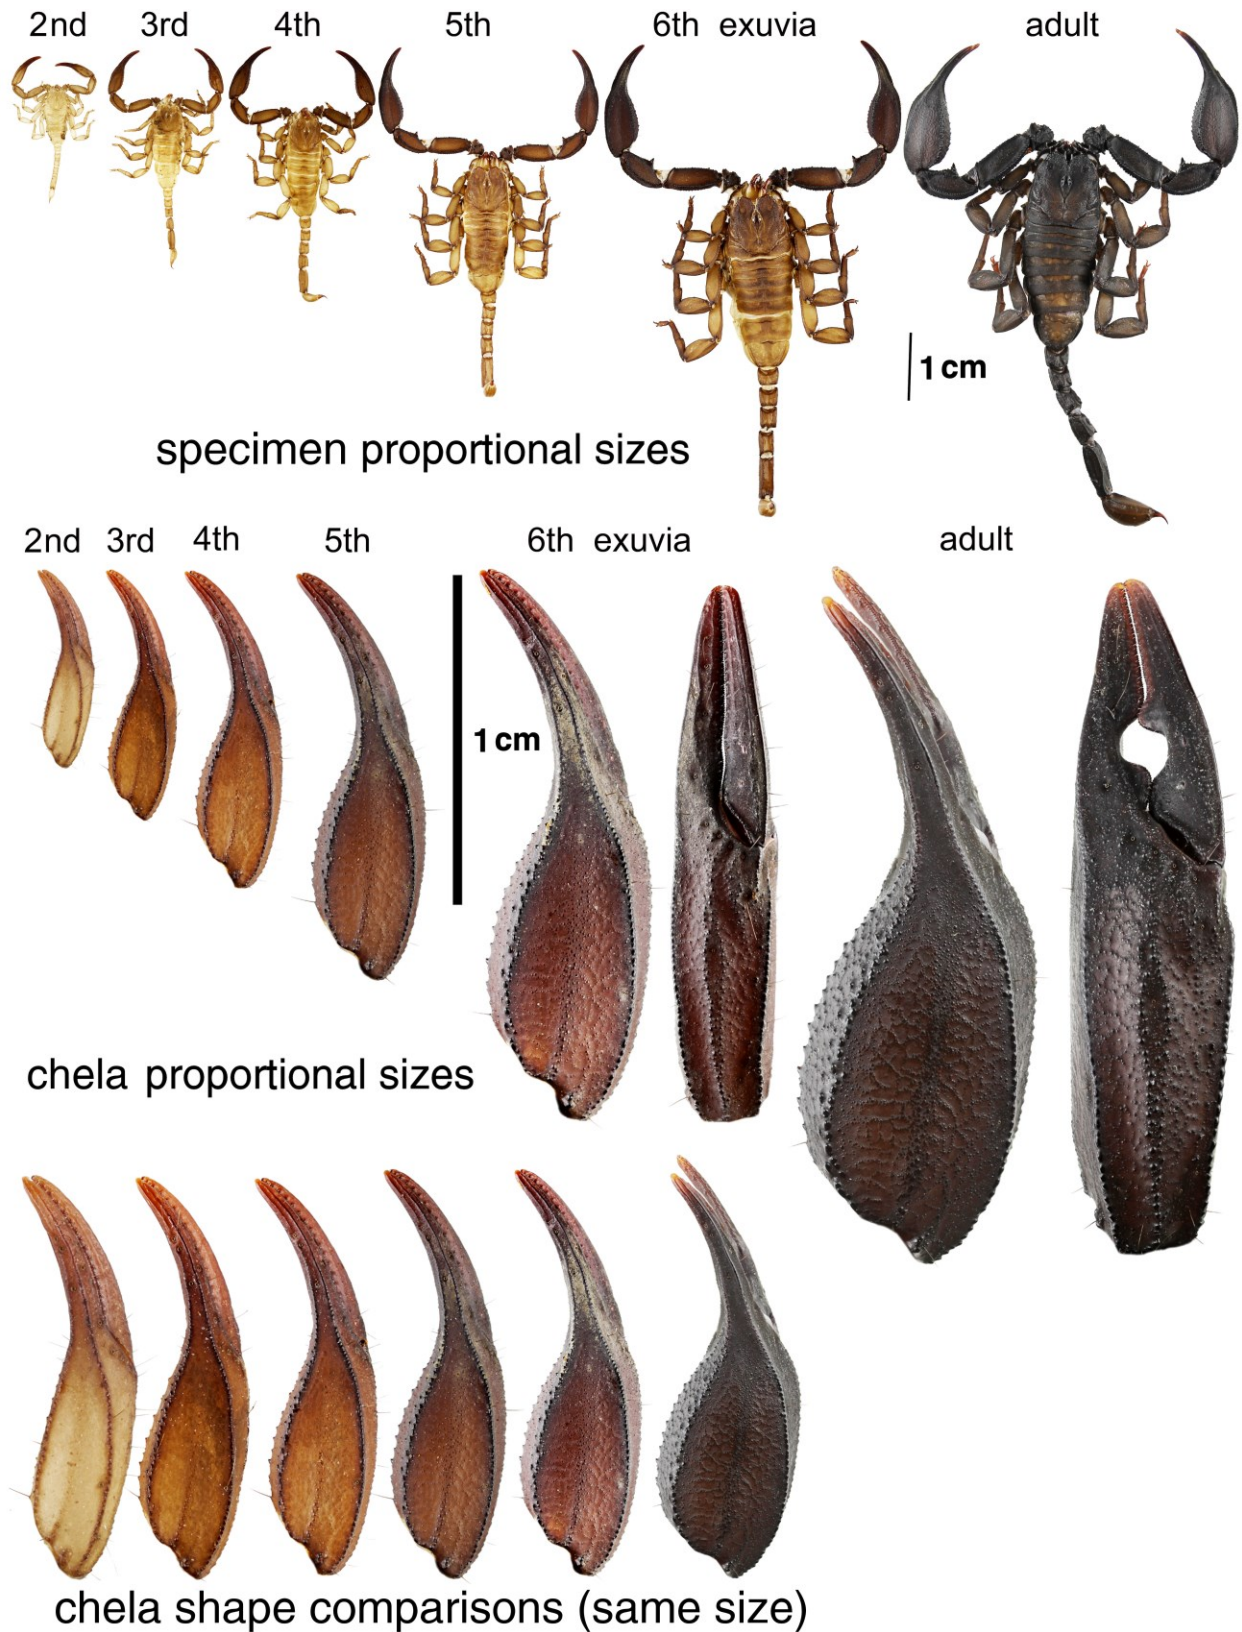 2nd 3rd 4th 5th 6th exuvia adult
1 cm
specimen proportional sizes
2nd 3rd 4th 5th 6th exuvia adult
1 cm
chela proportional sizes
chela shape comparisons (same size)